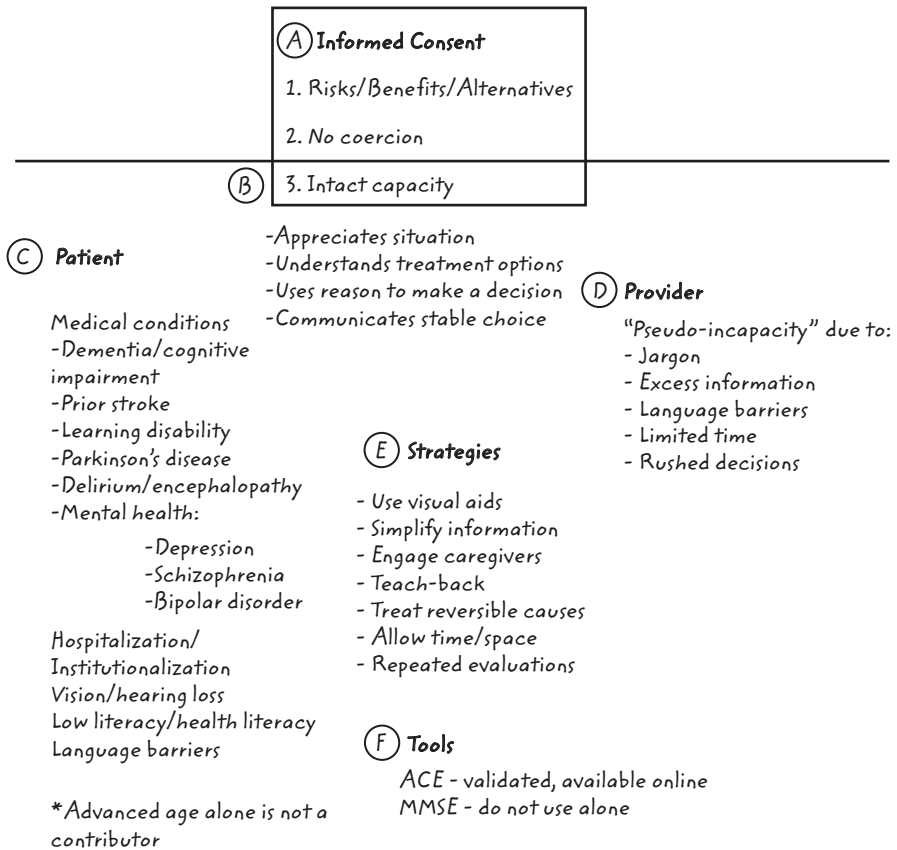 A Informed Consent
1. Risks/Benefits/Alternatives
2. No coercion
B 3. Intact capacity
-Appreciates situation
-Understands treatment options
-Uses reason to make a decision
-Communicates stable choice
C Patient
Medical conditions
-Dementia/cognitive
impairment
-Prior stroke
-Learning disability
-Parkinson's disease
-Delirium/encephalopathy
-Mental health:
-Depression
-Schizophrenia
-Bipolar disorder
Hospitalization/
Institutionalization
Vision/hearing loss
Low literacy/health literacy
Language barriers
*Advanced age alone is not a
contributor
D Provider
“Pseudo-incapacity” due to:
- Jargon
- Excess information
- Language barriers
- Limited time
- Rushed decisions
E Strategies
- Use visual aids
- Simplify information
- Engage caregivers
- Teach-back
- Treat reversible causes
- Allow time/space
- Repeated evaluations
F Tools
ACE - validated, available online
MMSE - do not use alone